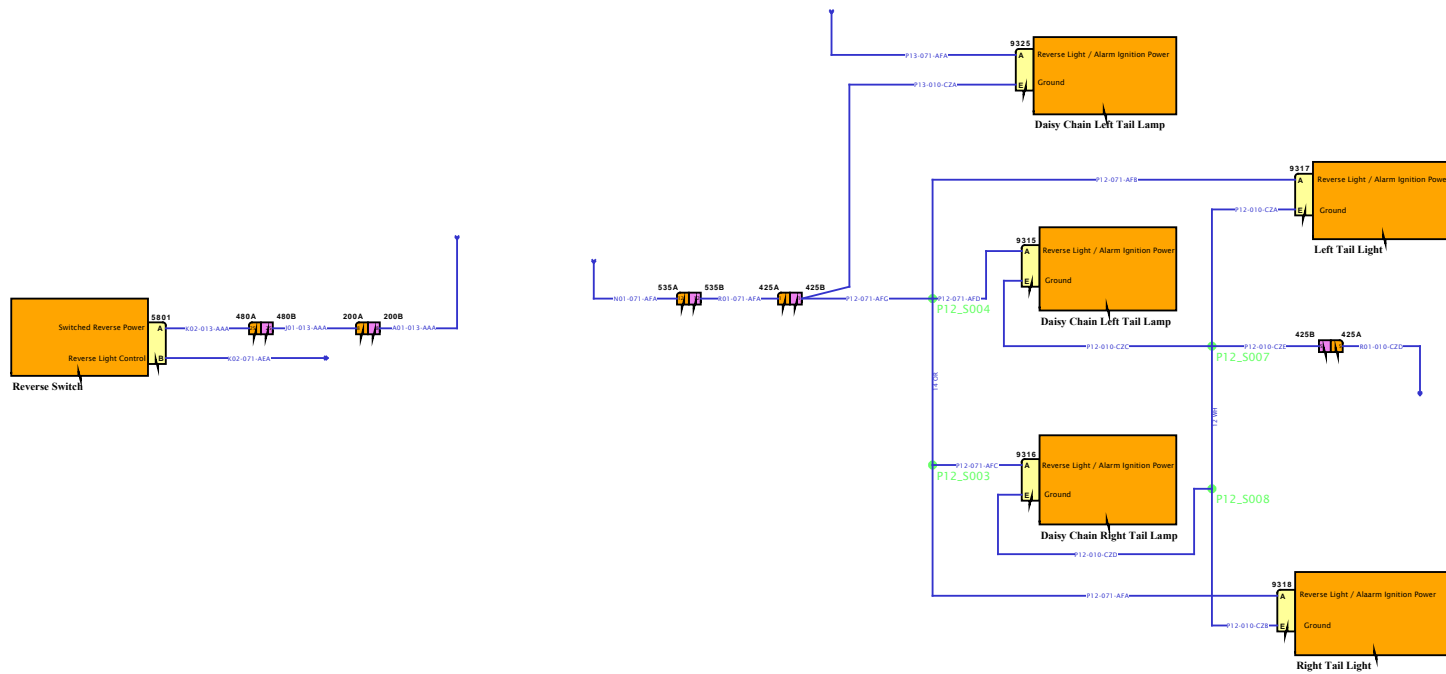 9325
A
Reverse Light / Alarm Ignition Power
P13-071-AFA
P13-010-CZA
E
Ground
Daisy Chain Left Tail Lamp
9317
A
Reverse Light / Alarm Ignition Power
P12-071-AFB
P12-010-CZA
E
Ground
Left Tail Light
9315
A
Reverse Light / Alarm Ignition Power
E
Ground
Daisy Chain Left Tail Lamp
535A
535B
425A
425B
N01-071-AFA
R01-071-AFA
P12-071-AFG
P12-071-AFD
P12_S004
5801
480A
480B
200A
200B
Switched Reverse Power
A
K02-013-AAA
J01-013-AAA
A01-013-AAA
Reverse Light Control
B
K02-071-AEA
Reverse Switch
425B
425A
P12-010-CZC
P12-010-CZE
R01-010-CZD
P12_S007
14 OR
12 WH
9316
P12-071-AFC
A
Reverse Light / Alarm Ignition Power
P12_S003
E
Ground
P12_S008
Daisy Chain Right Tail Lamp
P12-010-CZD
9318
P12-071-AFA
A
Reverse Light / Alaarm Ignition Power
P12-010-CZB
E
Ground
Right Tail Light